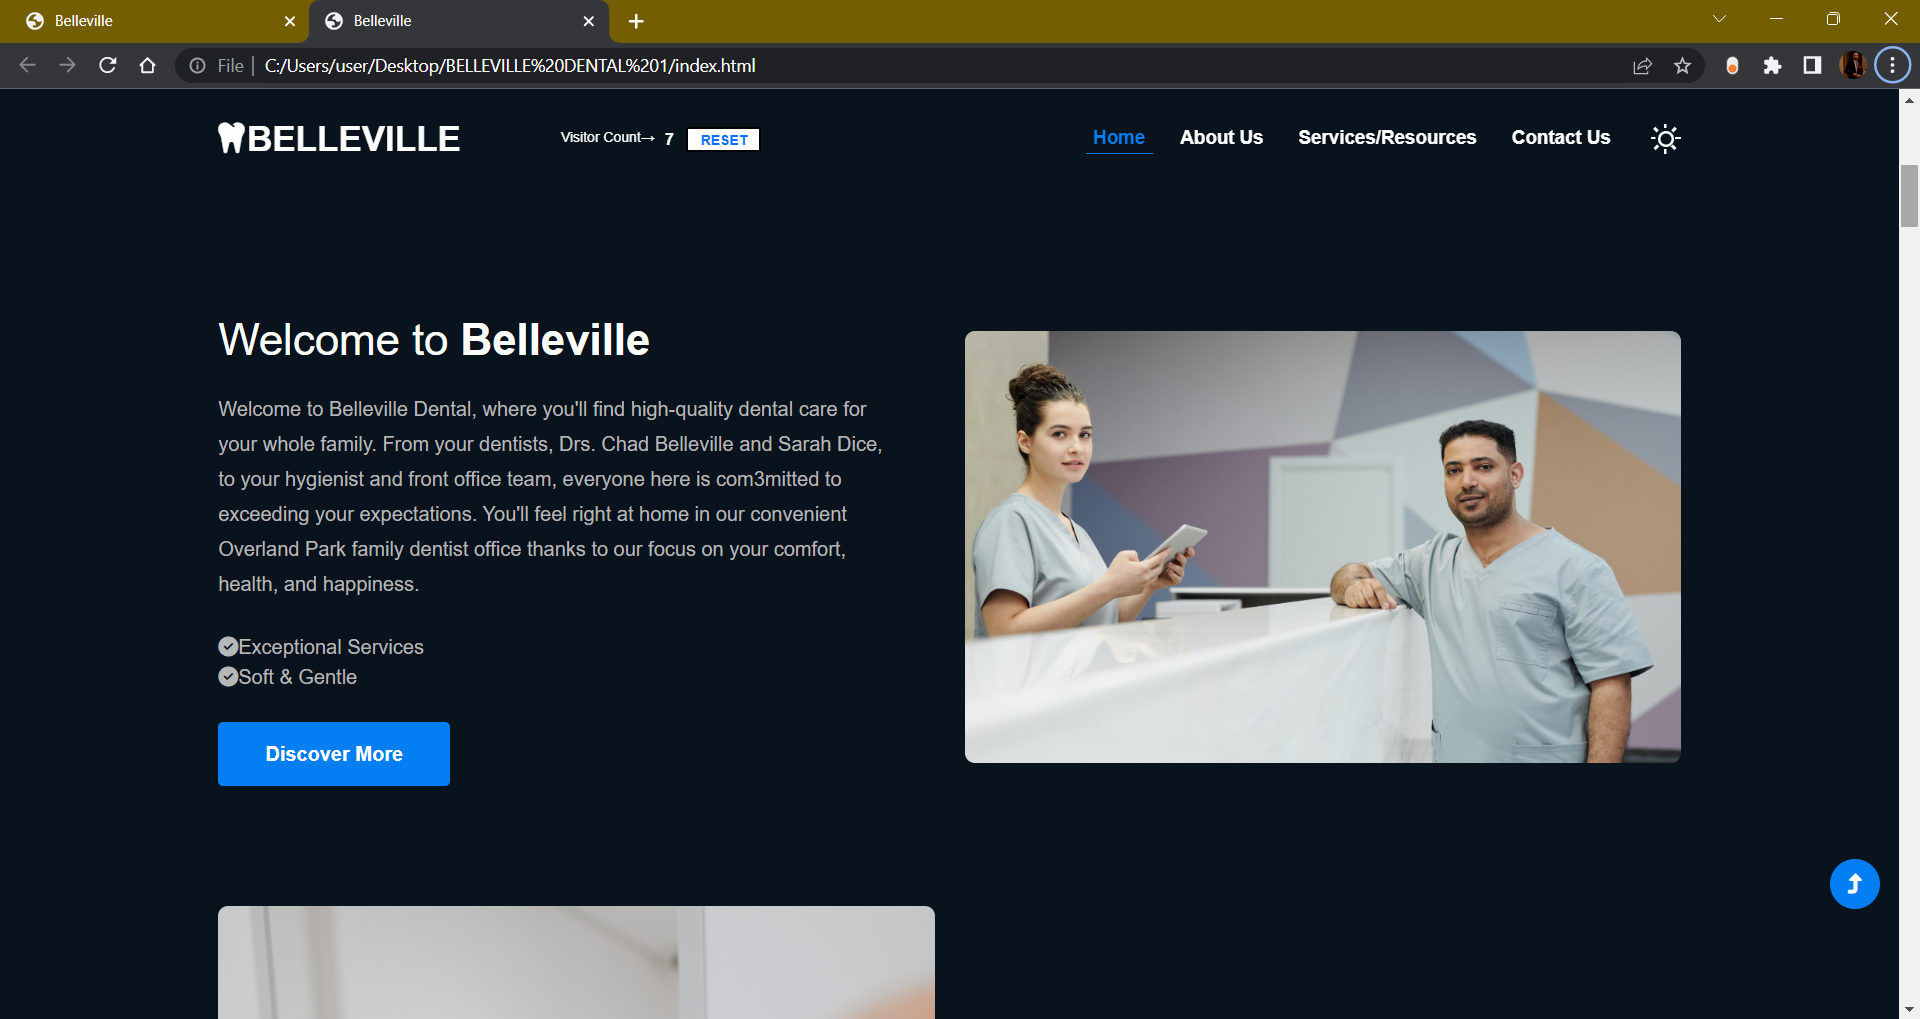 Belleville
Belleville
File | C:/Users/user/Desktop/BELLEVILLE%20DENTAL%201/index.html
BELLEVILLE
Visitor Count→ 7 RESET
Home About Us Services/Resources Contact Us
Welcome to Belleville
Welcome to Belleville Dental, where you'll find high-quality dental care for
your whole family. From your dentists, Drs. Chad Belleville and Sarah Dice,
to your hygienist and front office team, everyone here is com3mitted to
exceeding your expectations. You'll feel right at home in our convenient
Overland Park family dentist office thanks to our focus on your comfort,
health, and happiness.
Exceptional Services
Soft & Gentle
Discover More